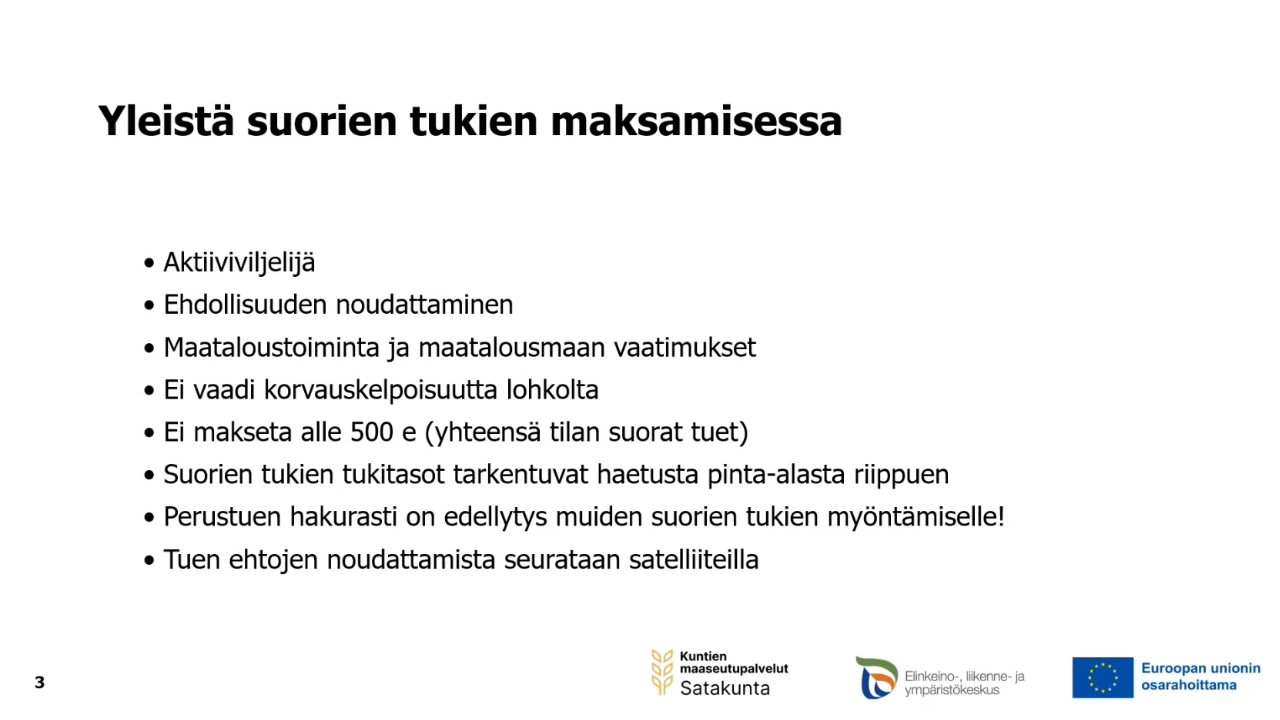 Yleistä suorien tukien maksamisessa
• Aktiiviviljelijä
• Ehdollisuuden noudattaminen
• Maataloustoiminta ja maatalousmaan vaatimukset
• Ei vaadi korvauskelpoisuutta lohkolta
• Ei makseta alle 500 e (yhteensä tilan suorat tuet)
• Suorien tukien tukitasot tarkentuvat haetusta pinta-alasta riippuen
• Perustuen hakurasti on edellytys muiden suorien tukien myöntämiselle!
• Tuen ehtojen noudattamista seurataan satelliiteilla
3
Kuntien
maaseutupalvelut
Satakunta
Elinkeino-, liikenne- ja
ympäristökeskus
Euroopan unionin
osarahoittama